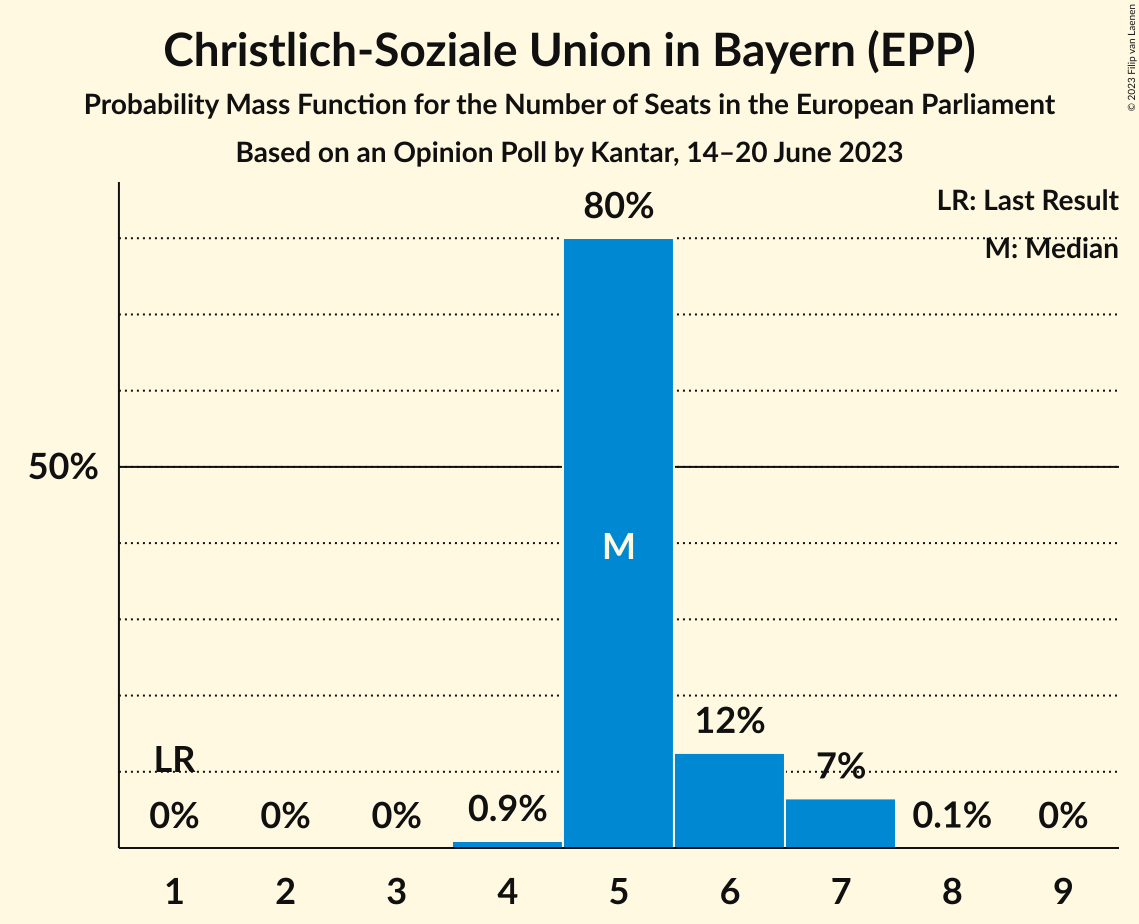 Christlich-Soziale Union in Bayern (EPP)
Probability Mass Function for the Number of Seats in the European Parliament
Based on an Opinion Poll by Kantar, 14–20 June 2023
© 2023 Filip van Laenen
LR: Last Result
M: Median
80%
50%
M
12%
LR
7%
0% 0% 0% 0.9% 0.1% 0%
1 2 3 4 5 6 7 8 9